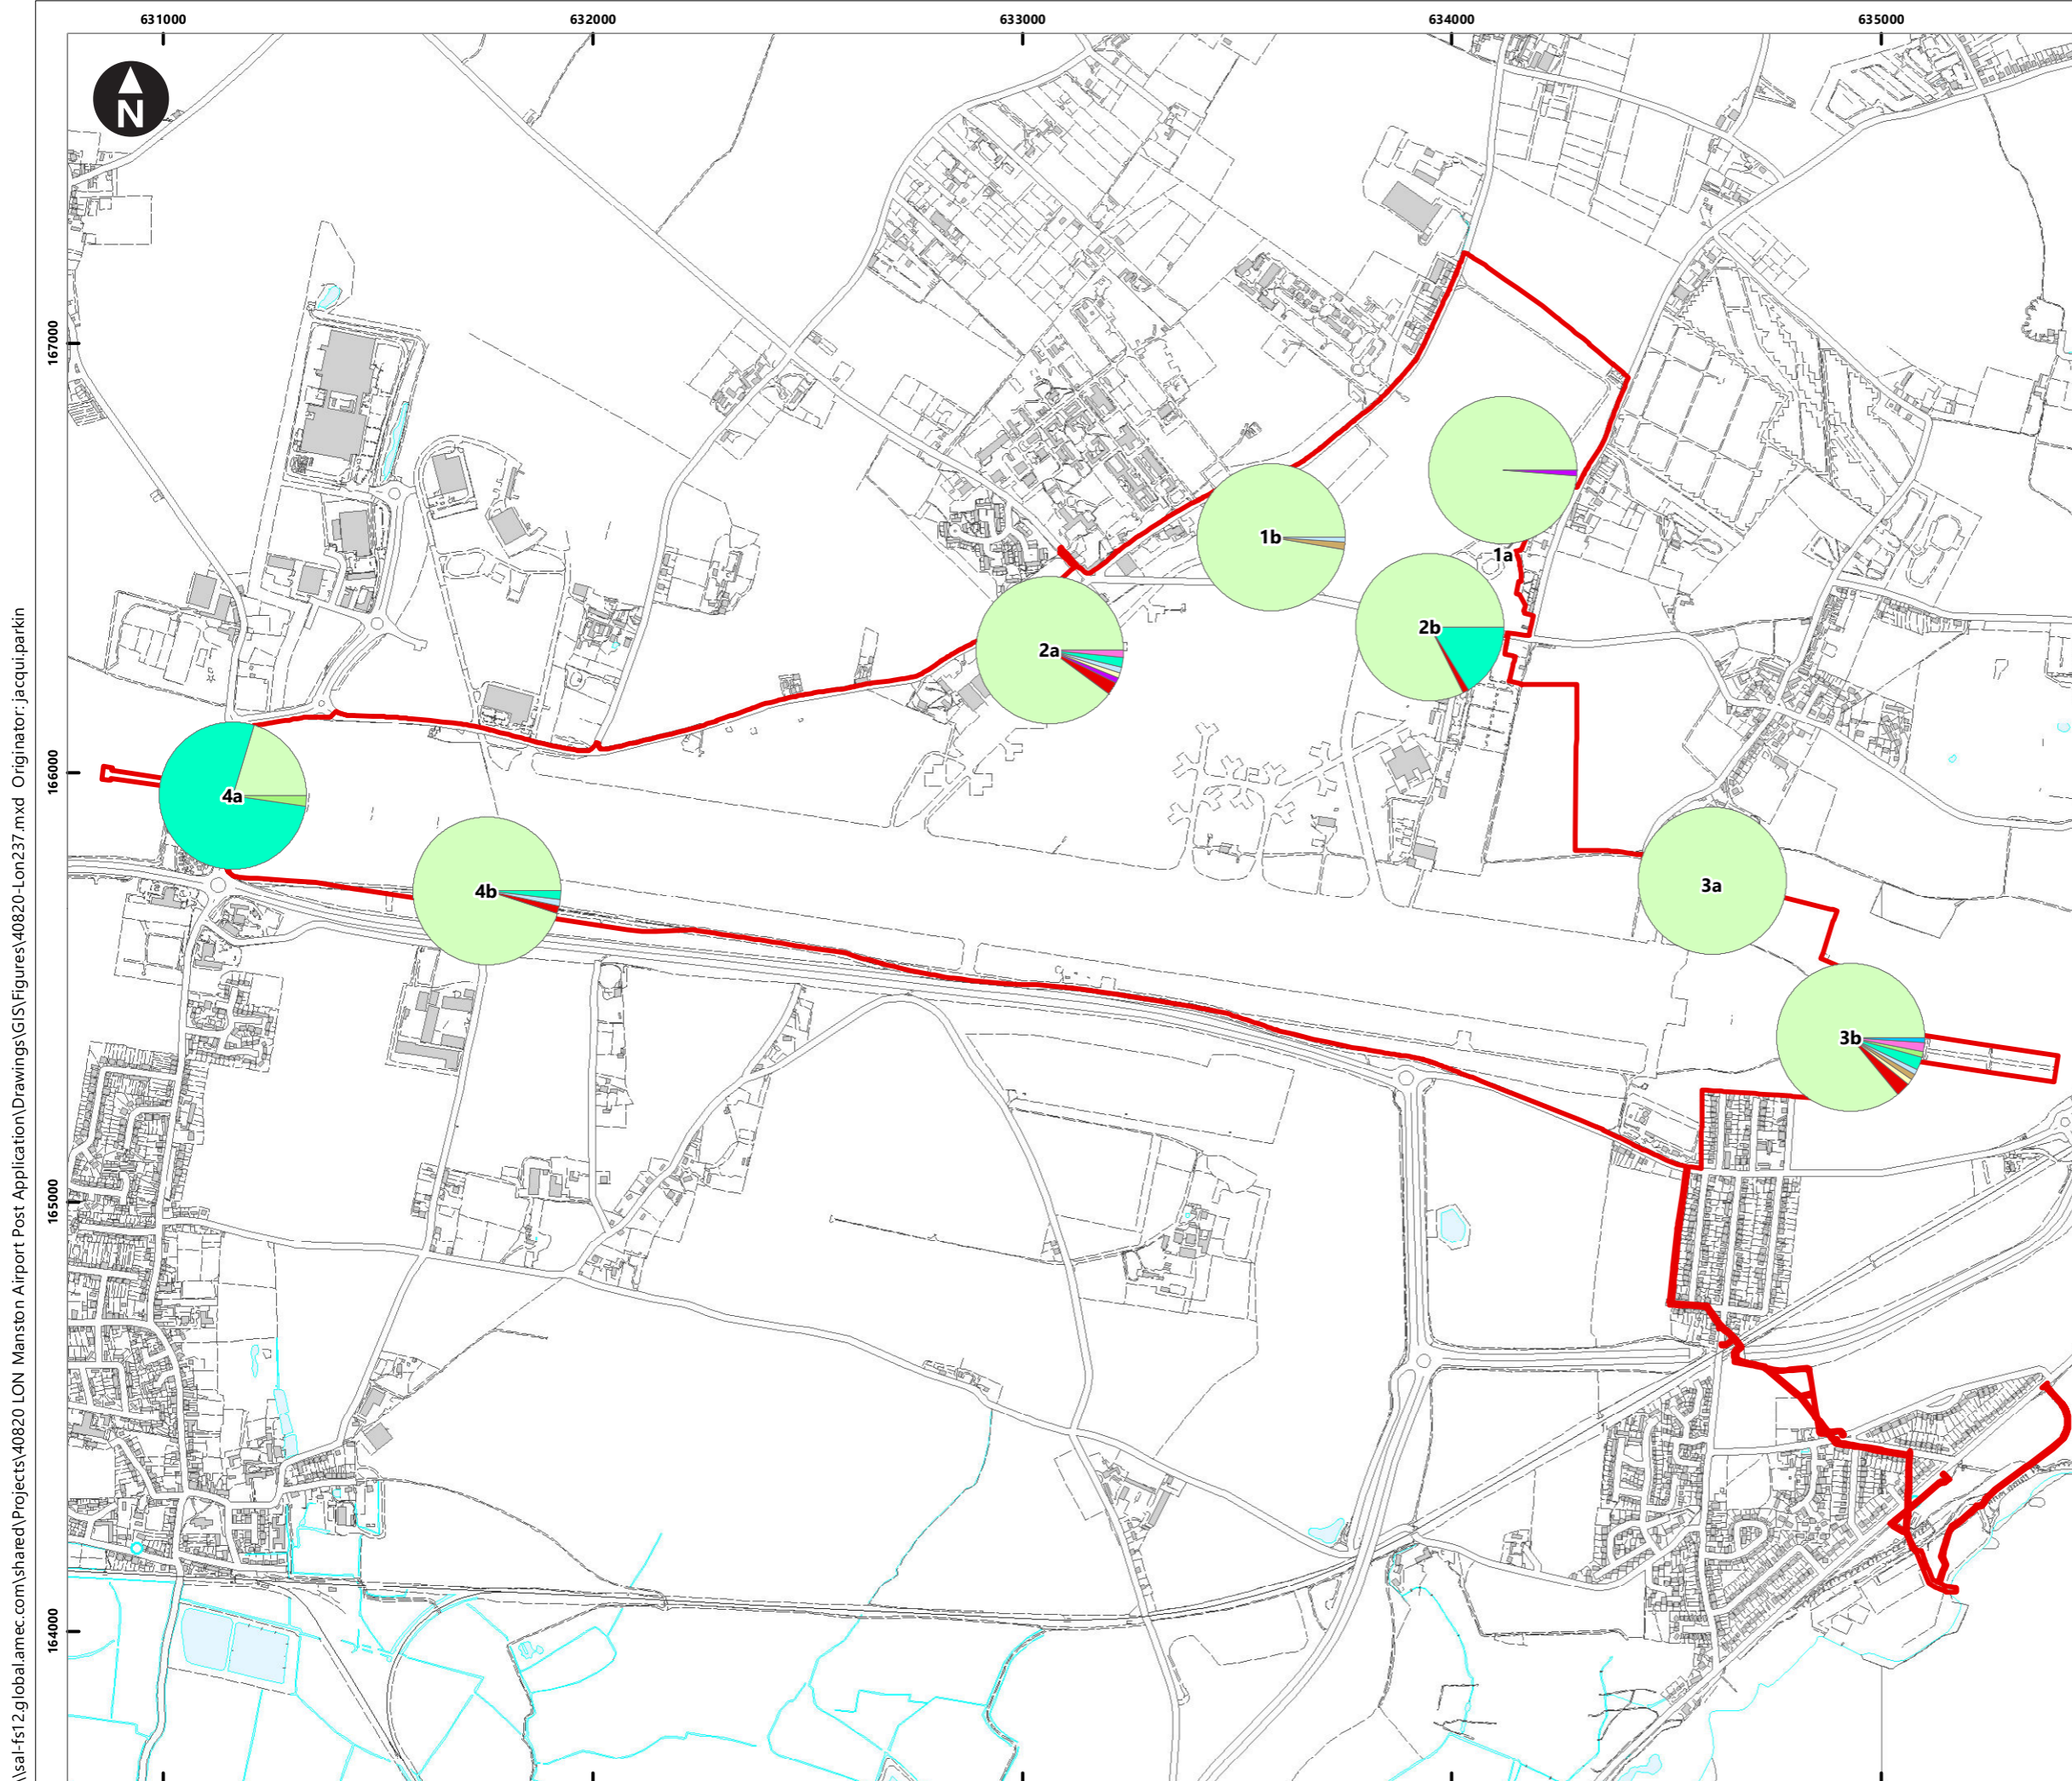 631000
632000
633000
634000
635000
N
167000
1a
1b
2b
2a
166000
4a
4b
3a
3b
165000
164000
\\sal-fs12.global.amec.com\shared\Projects\40820 LON Manston Airport Post Application\Drawings\GIS\Figures\40820-Lon237.mxd Originator: jacqui.parkin